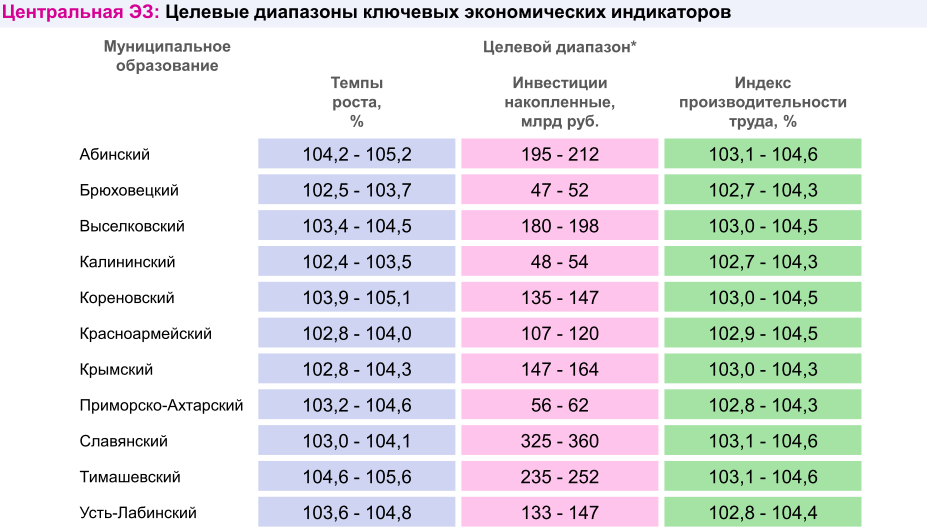 Центральная ЭЗ: Целевые диапазоны ключевых экономических индикаторов
Муниципальное
образование
Целевой диапазон*
Темпы
роста,
%
Инвестиции
накопленные,
млрд руб.
Индекс
производительности
труда, %
Абинский 104,2 - 105,2 195 - 212 103,1 - 104,6
Брюховецкий 102,5 - 103,7 47 - 52 102,7 - 104,3
Выселковский 103,4 - 104,5 180 - 198 103,0 - 104,5
Калининский 102,4 - 103,5 48 - 54 102,7 - 104,3
Кореновский 103,9 - 105,1 135 - 147 103,0 - 104,5
Красноармейский 102,8 - 104,0 107 - 120 102,9 - 104,5
Крымский 102,8 - 104,3 147 - 164 103,0 - 104,3
Приморско-Ахтарский 103,2 - 104,6 56 - 62 102,8 - 104,3
Славянский 103,0 - 104,1 325 - 360 103,1 - 104,6
Тимашевский 104,6 - 105,6 235 - 252 103,1 - 104,6
Усть-Лабинский 103,6 - 104,8 133 - 147 102,8 - 104,4